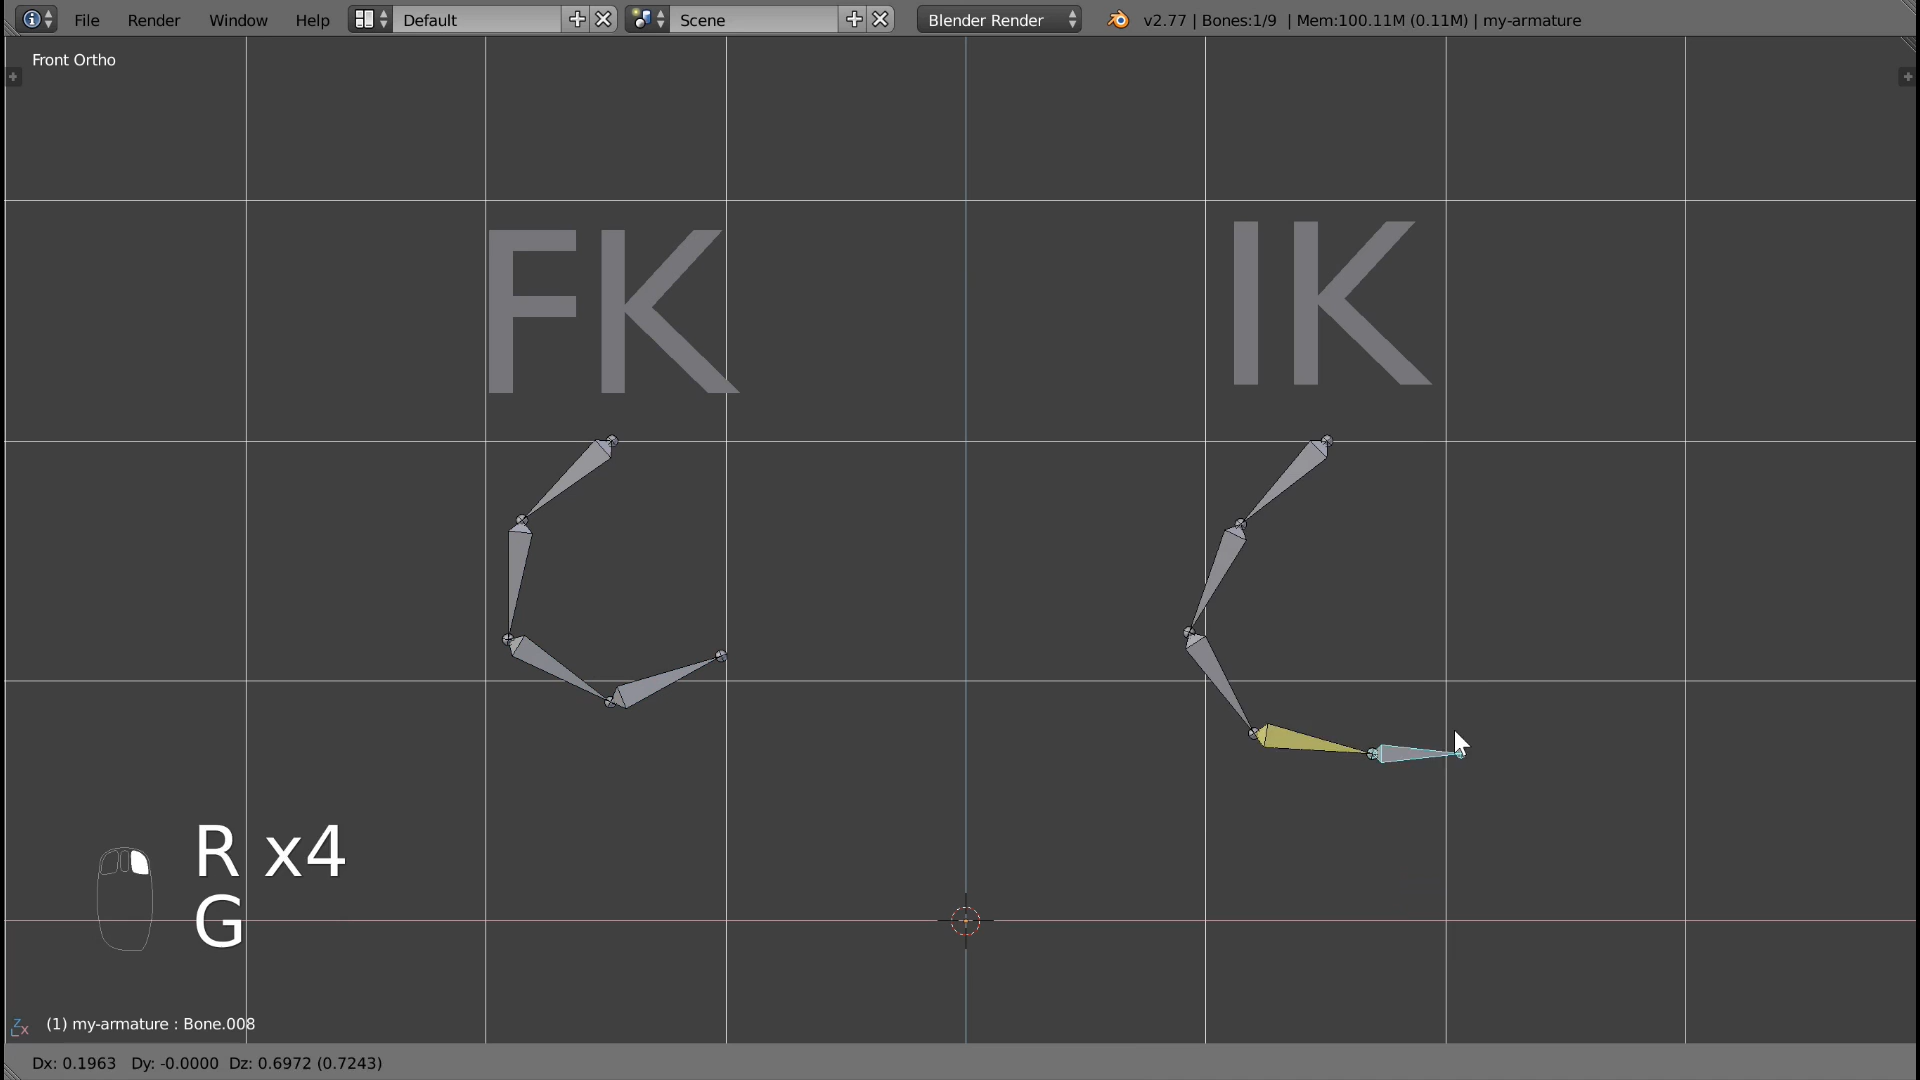 File Render Window Help Default Scene Blender Render v2.77 | Bones:1/9 | Mem:100.11M (0.11M) | my-armature
Front Ortho
FK IK
R x4
G
Z X
(1) my-armature : Bone.008
Dx: 0.1963 Dy: -0.0000 Dz: 0.6972 (0.7243)